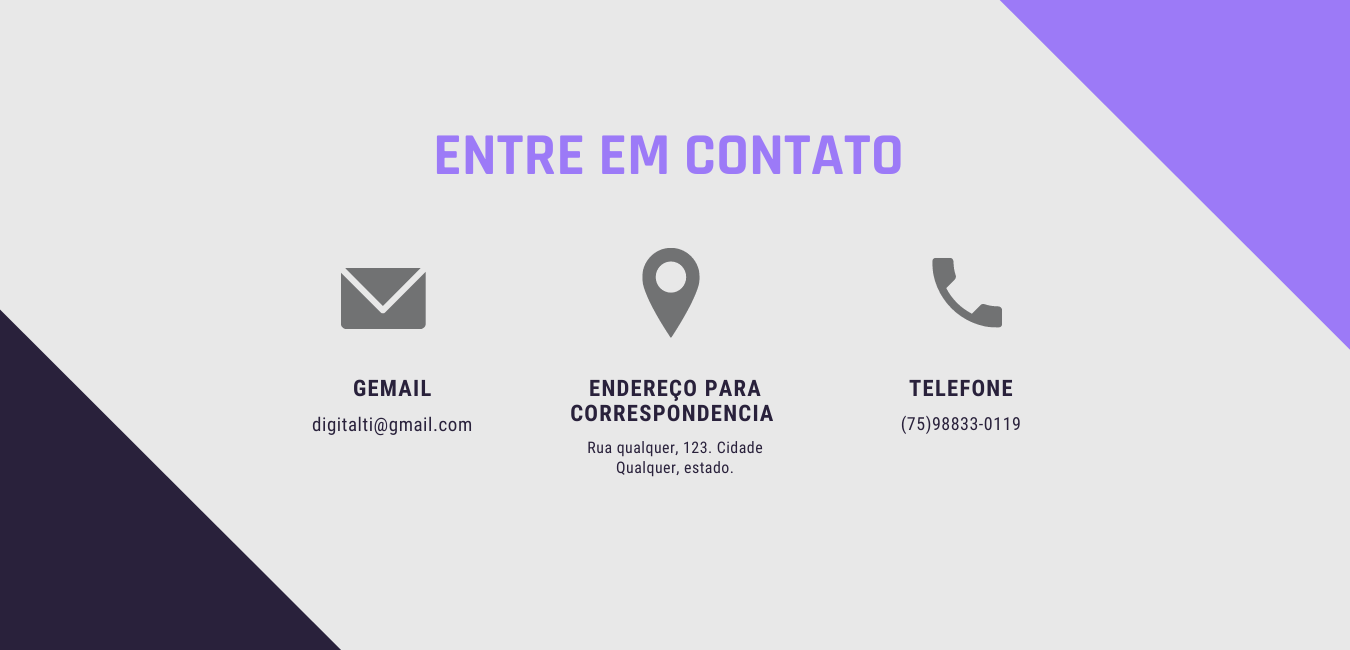 ENTRE EM CONTATO
GEMAIL
digitalti@gmail.com
ENDEREÇO PARA
CORRESPONDENCIA
Rua qualquer, 123. Cidade
Qualquer, estado.
TELEFONE
(75)98833-0119